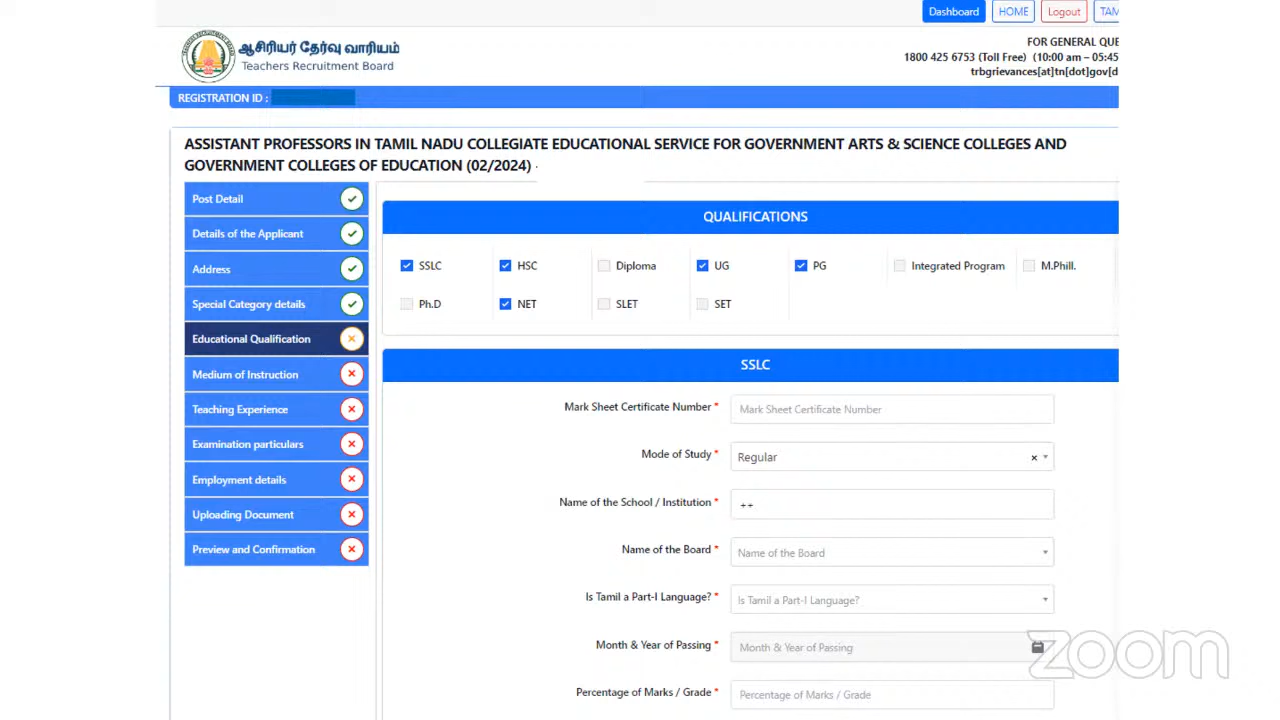 Dashboard HOME Logout TAM
ஆசிரியர் தேர்வு வாரியம்
Teachers Recruitment Board
FOR GENERAL QUE
1800 425 6753 (Toll Free) (10:00 am – 05:45
trbgrievances[at]tn[dot]gov[d
REGISTRATION ID :
ASSISTANT PROFESSORS IN TAMIL NADU COLLEGIATE EDUCATIONAL SERVICE FOR GOVERNMENT ARTS & SCIENCE COLLEGES AND
GOVERNMENT COLLEGES OF EDUCATION (02/2024) -
Post Detail
Details of the Applicant
Address
Special Category details
Educational Qualification
Medium of Instruction
Teaching Experience
Examination particulars
Employment details
Uploading Document
Preview and Confirmation
QUALIFICATIONS
SSLC HSC Diploma UG PG Integrated Program M.Phill.
Ph.D NET SLET SET
SSLC
Mark Sheet Certificate Number * Mark Sheet Certificate Number
Mode of Study * Regular ×
Name of the School / Institution * ++
Name of the Board * Name of the Board
Is Tamil a Part-I Language? * Is Tamil a Part-I Language?
Month & Year of Passing * Month & Year of Passing
Percentage of Marks / Grade * Percentage of Marks / Grade
zoom